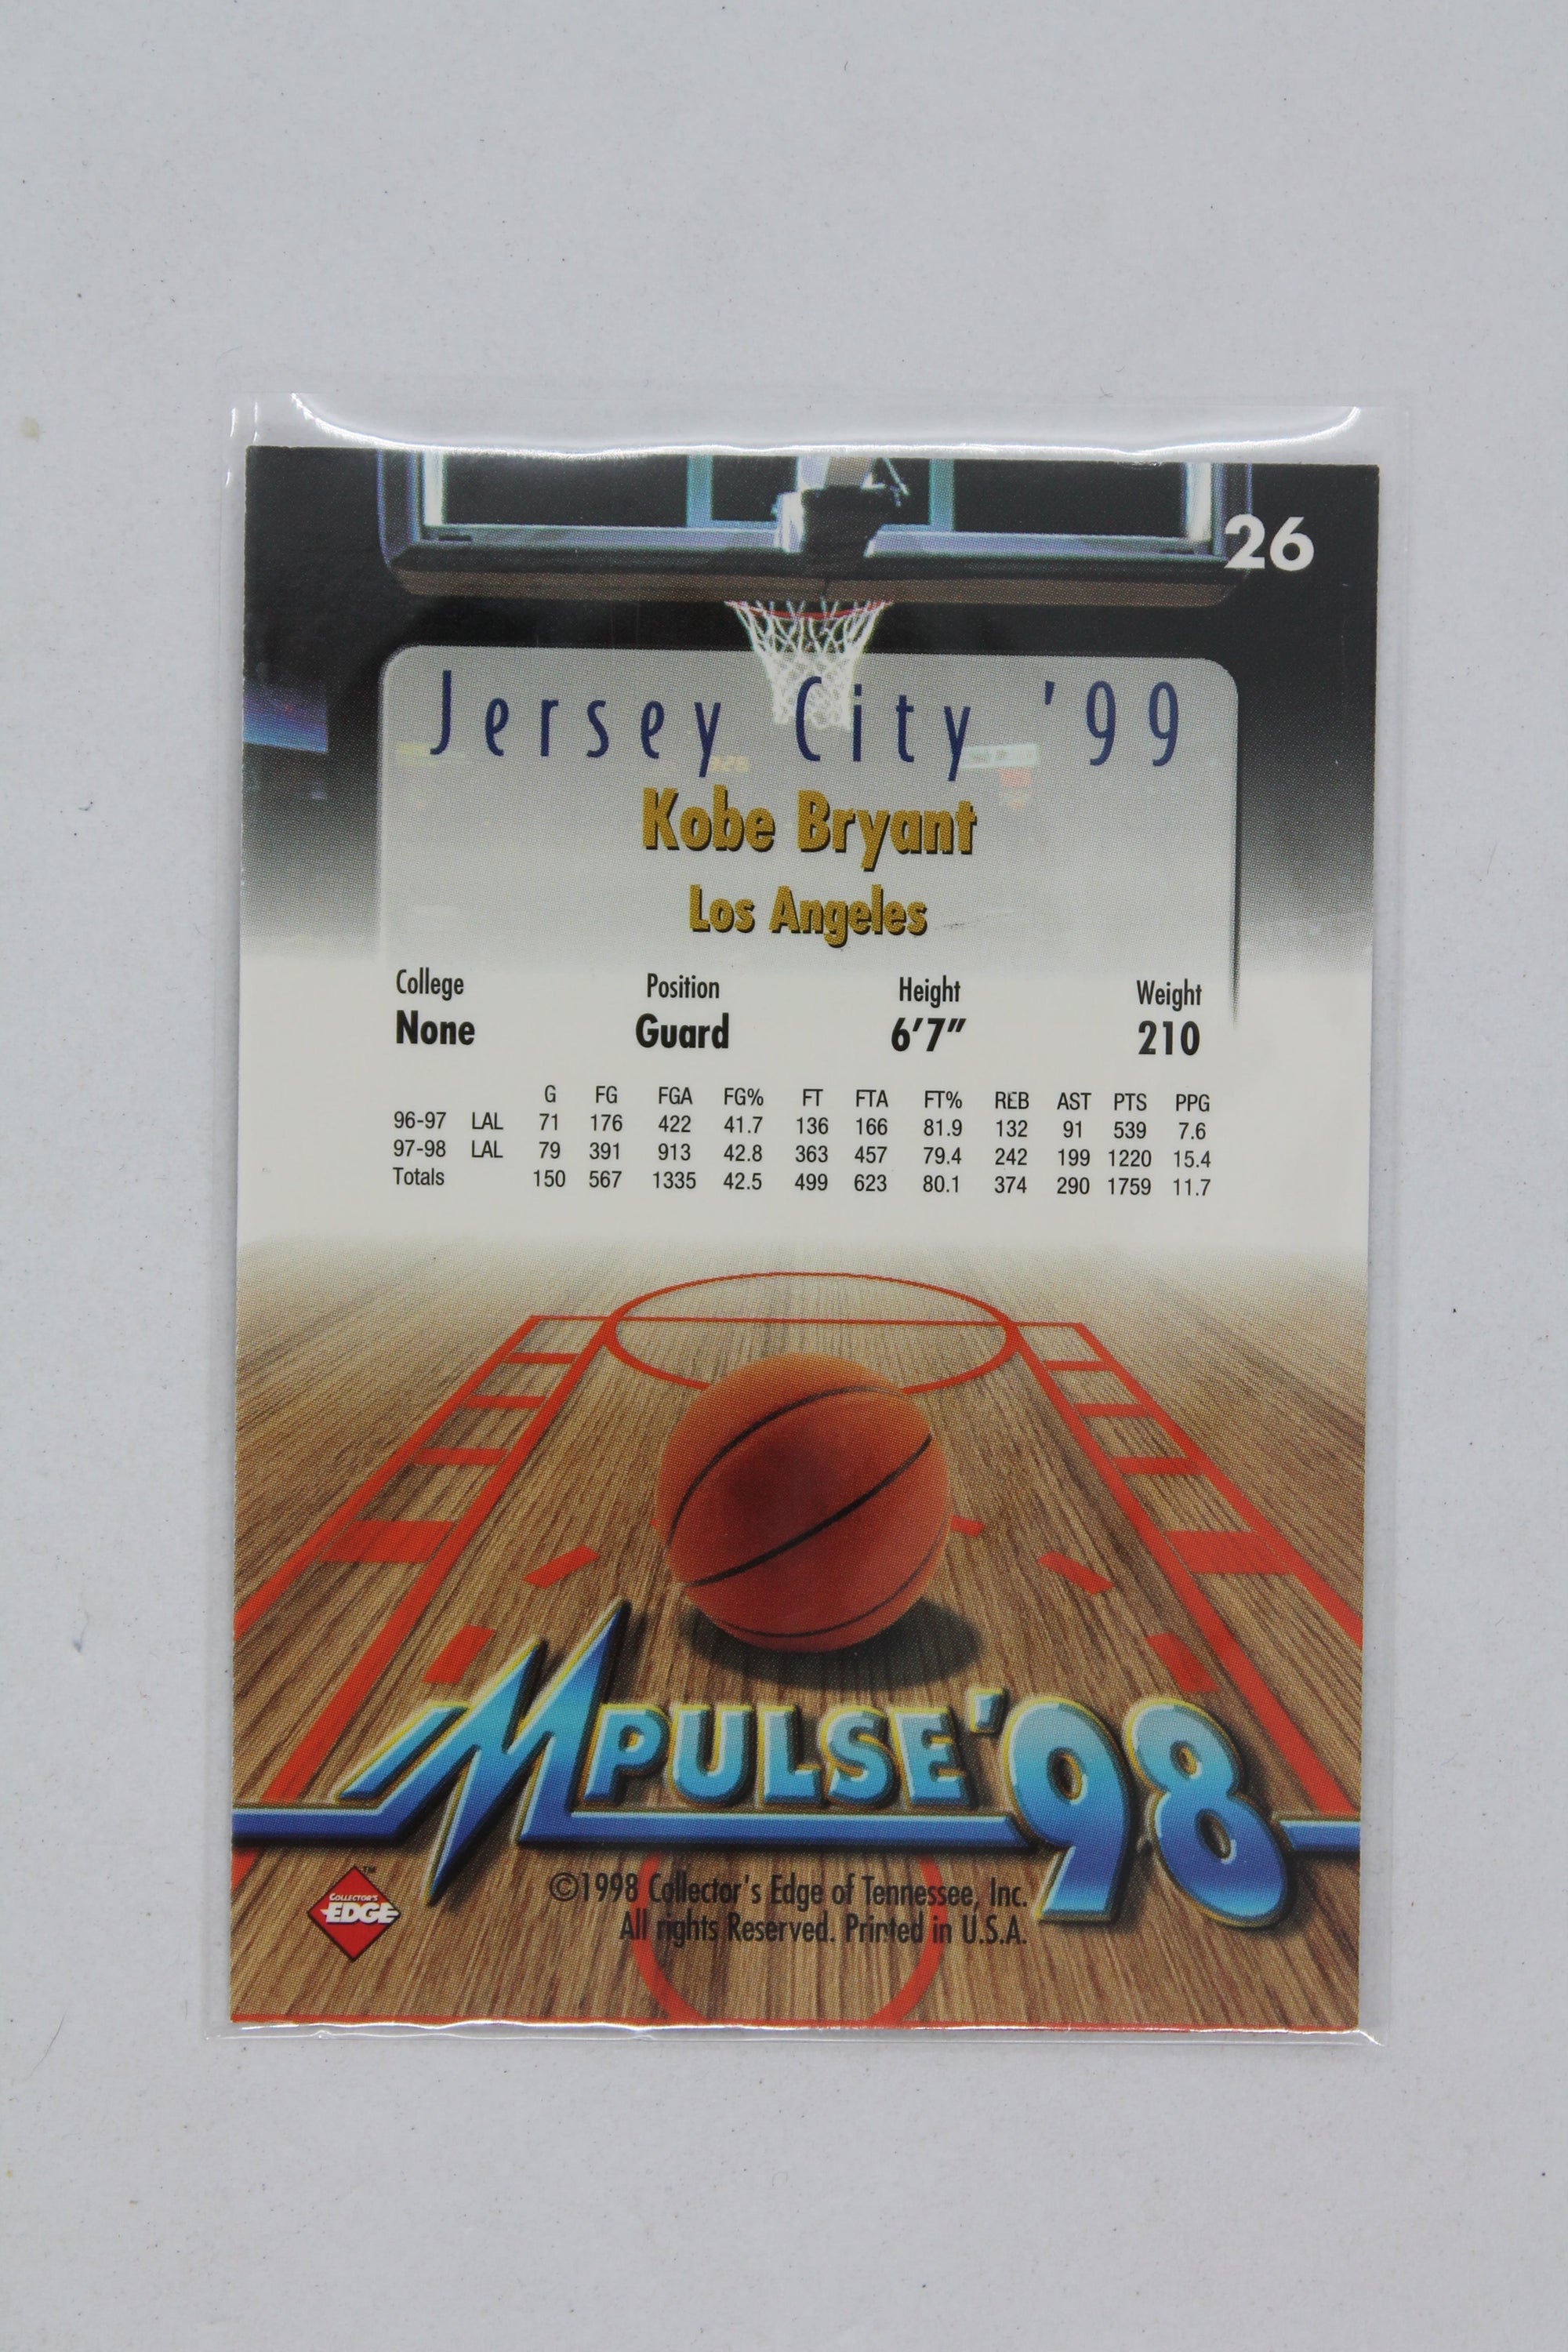 26
Jersey City '99
Kobe Bryant
Los Angeles
College Position Height Weight
None Guard 6'7" 210
G FG FGA FG% FT FTA FT% REB AST PTS PPG
96-97 LAL 71 176 422 41.7 136 166 81.9 132 91 539 7.6
97-98 LAL 79 391 913 42.8 363 457 79.4 242 199 1220 15.4
Totals 150 567 1335 42.5 499 623 80.1 374 290 1759 11.7
MPULSE '98
COLLECTOR'S
EDGE™
©1998 Collector's Edge of Tennessee, Inc.
All rights Reserved. Printed in U.S.A.